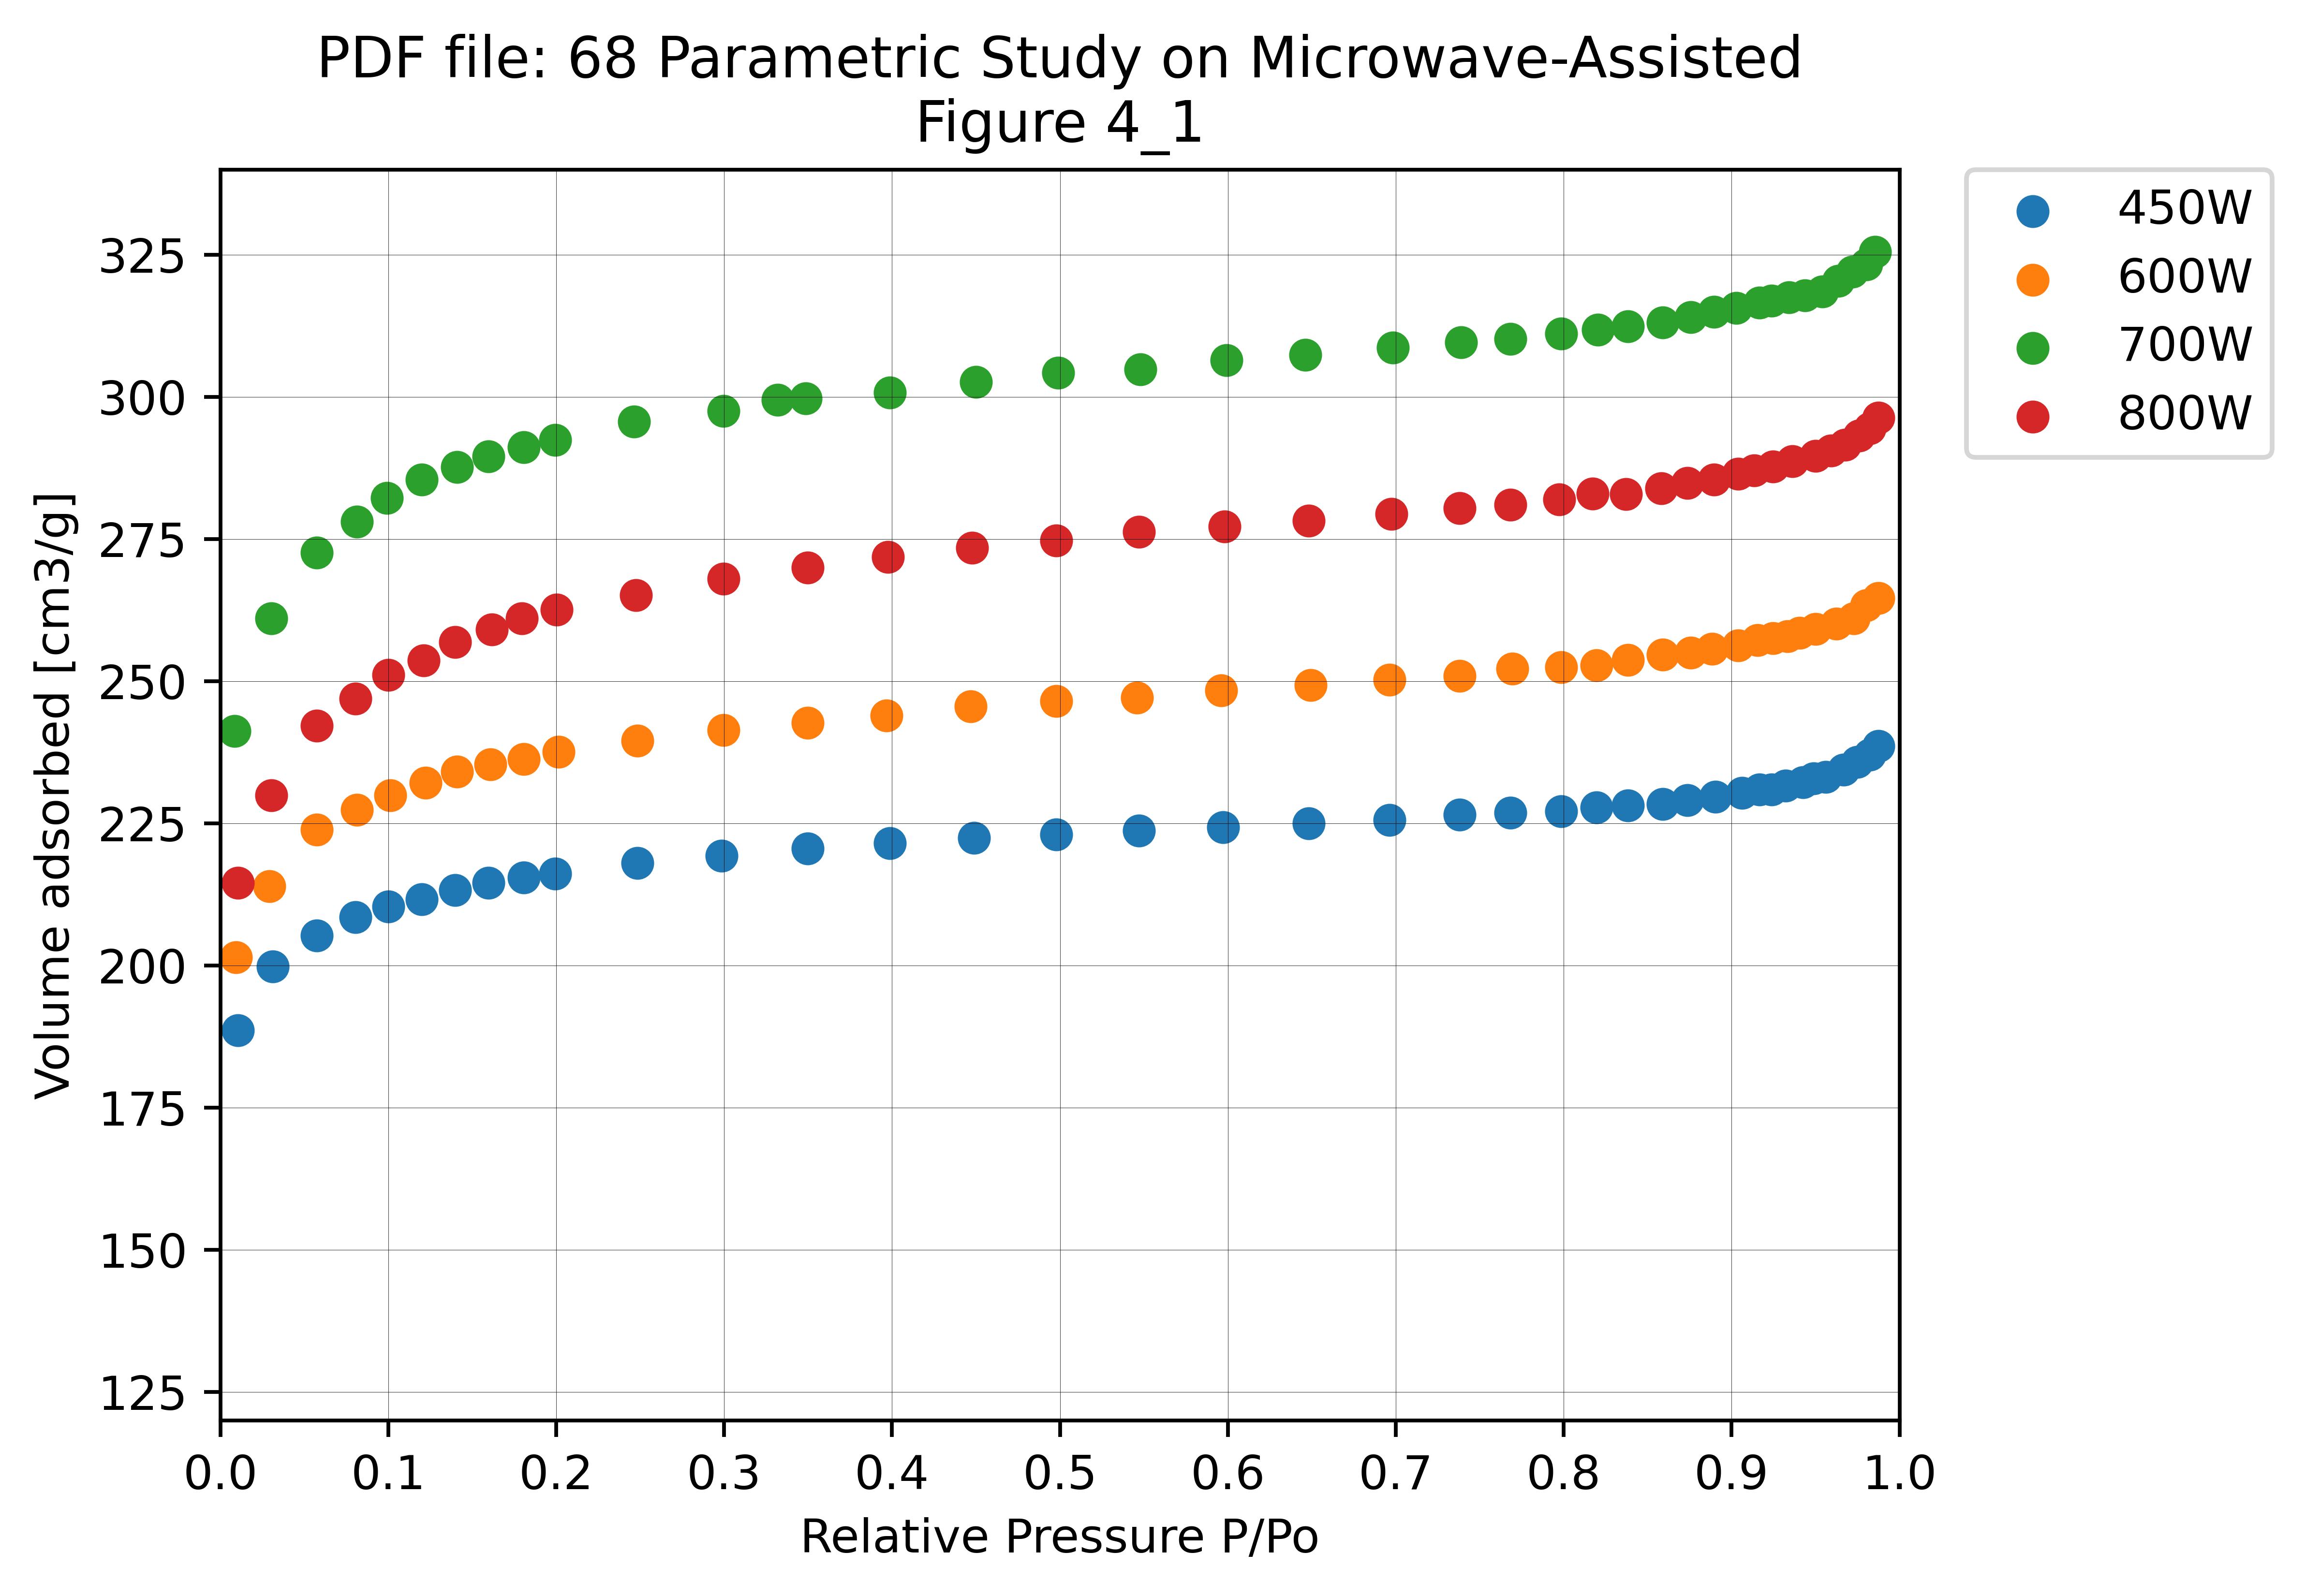 PDF file: 68 Parametric Study on Microwave-Assisted
Figure 4_1
450W
600W
700W
800W
Volume adsorbed [cm3/g]
325
300
275
250
225
200
175
150
125
0.0 0.1 0.2 0.3 0.4 0.5 0.6 0.7 0.8 0.9 1.0
Relative Pressure P/Po